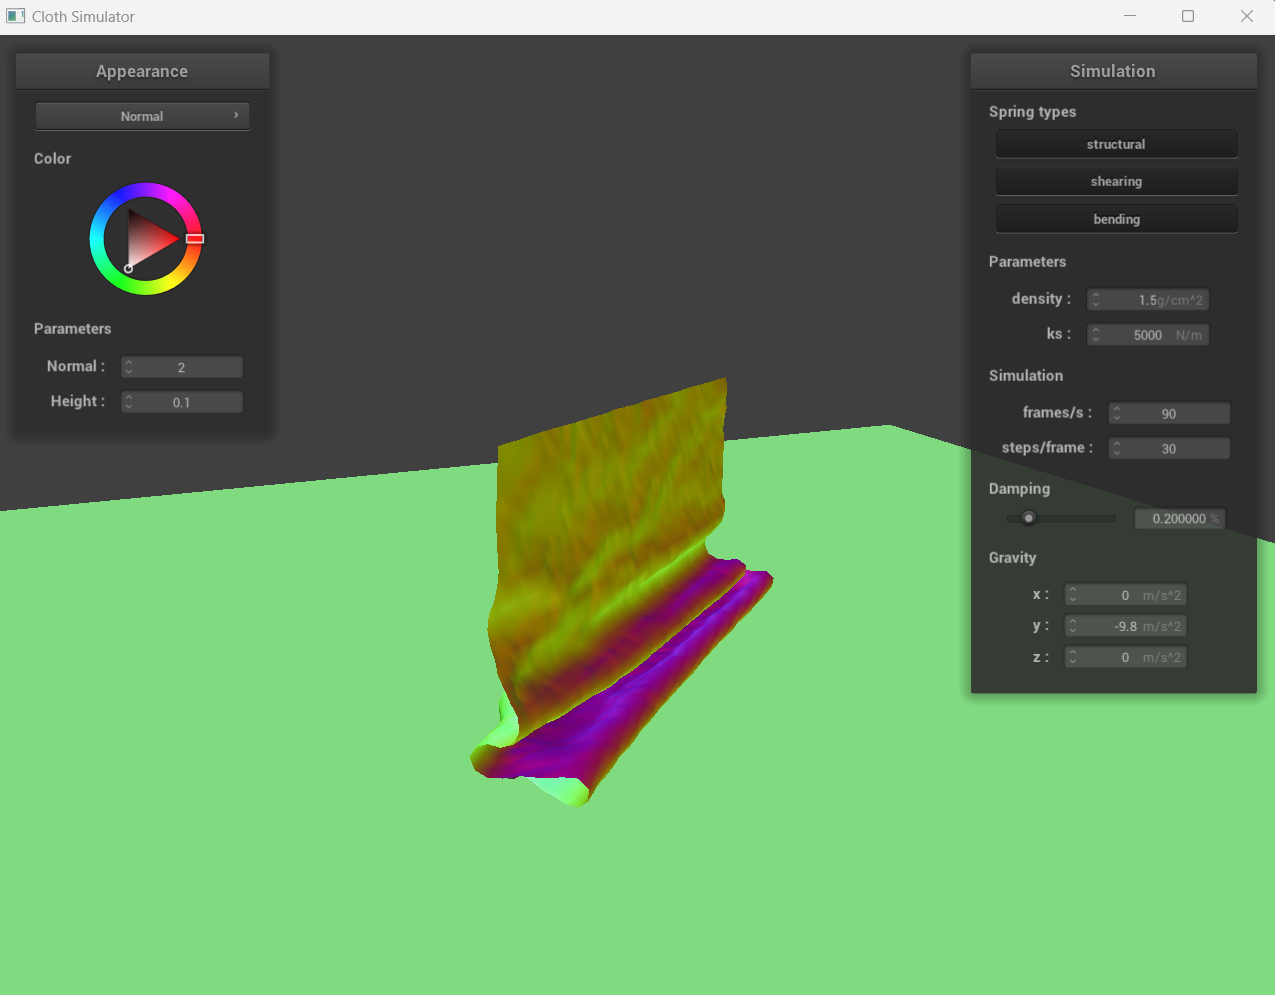 Cloth Simulator
Appearance
Normal
Color
Parameters
Normal : 2
Height : 0.1
Simulation
Spring types
structural
shearing
bending
Parameters
density : 1.5g/cm^2
ks : 5000 N/m
Simulation
frames/s : 90
steps/frame : 30
Damping
0.200000 %
Gravity
x : 0 m/s^2
y : -9.8 m/s^2
z : 0 m/s^2